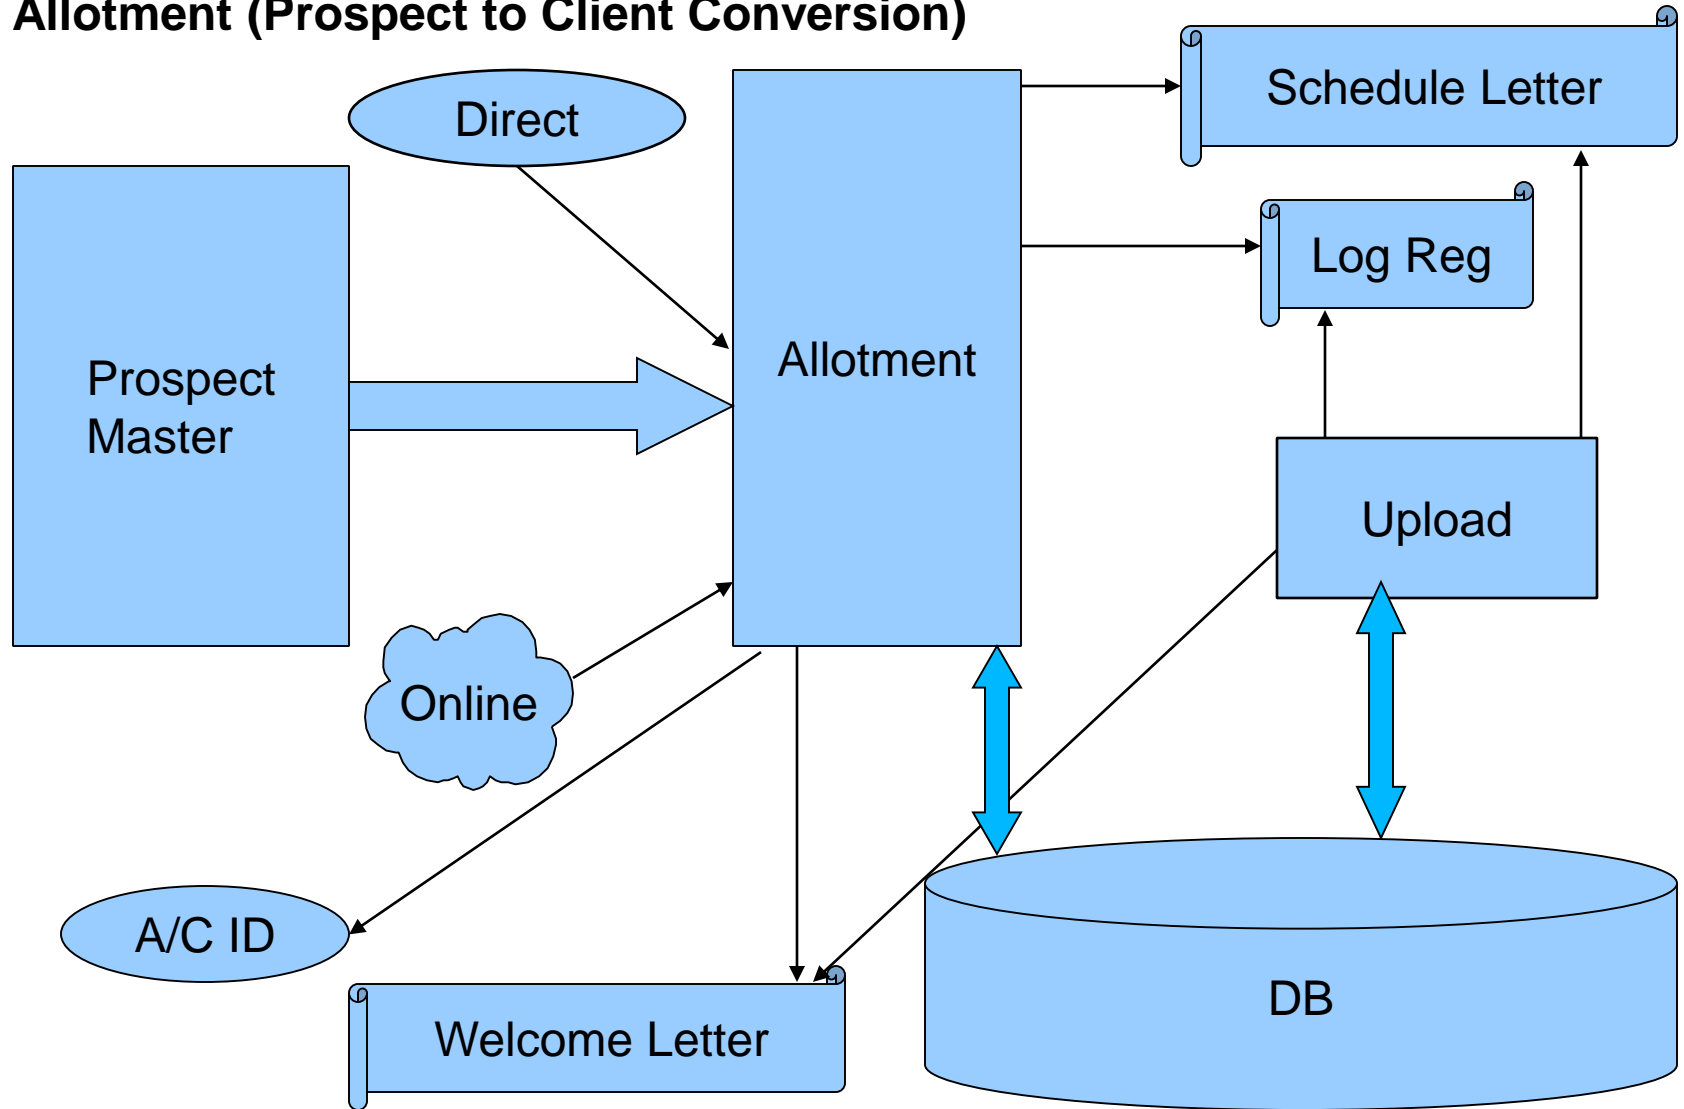 Allotment (Prospect to Client Conversion)
Schedule Letter
Direct
Log Reg
Allotment
Prospect
Master
Upload
Online
A/C ID
DB
Welcome Letter